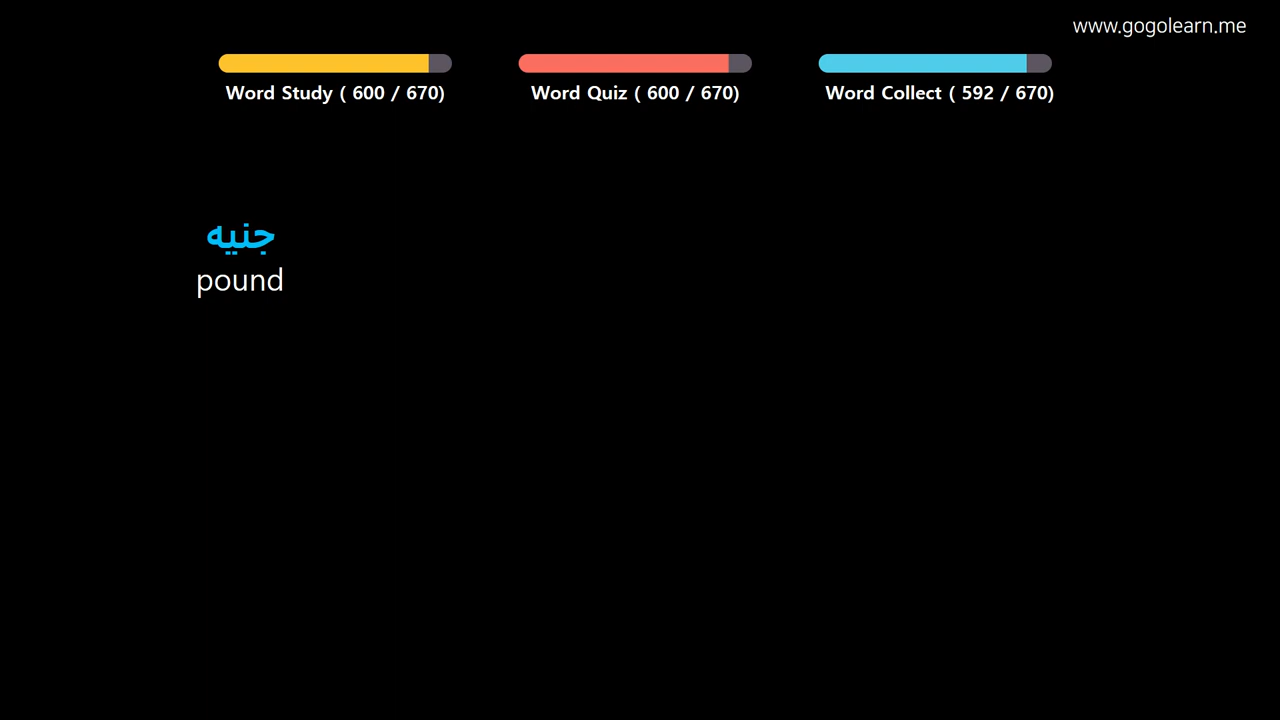 www.gogolearn.me
Word Study ( 600 / 670)
Word Quiz ( 600 / 670)
Word Collect ( 592 / 670)
جنيه
pound